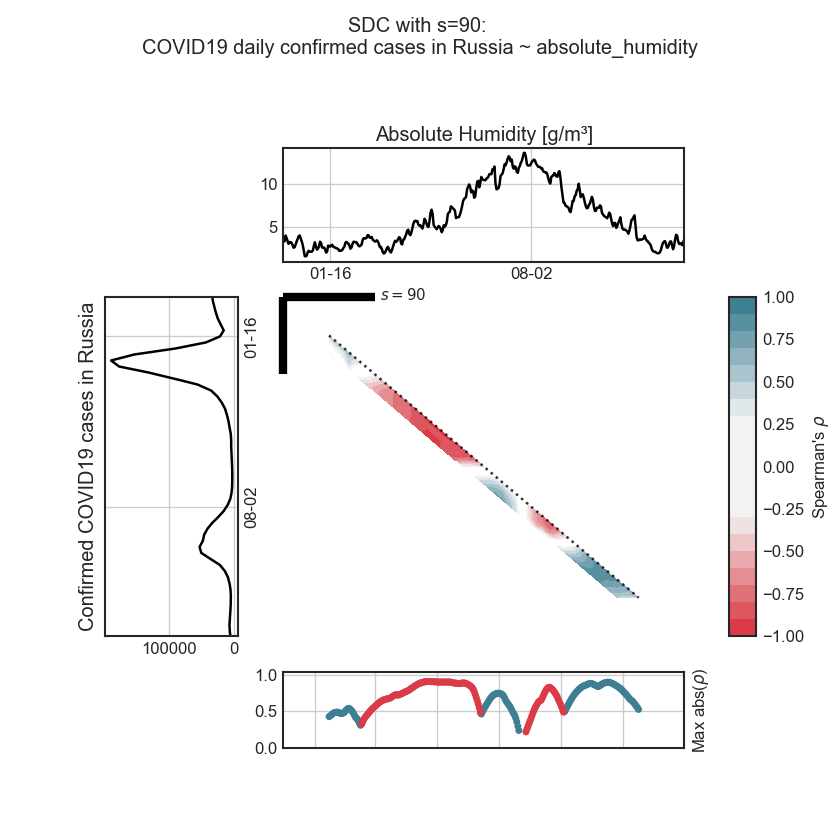 SDC with s=90:
COVID19 daily confirmed cases in Russia ~ absolute_humidity
Absolute Humidity [g/m³]
10
5
01-16
08-02
s = 90
Confirmed COVID19 cases in Russia
01-16
08-02
100000
0
1.00
0.75
0.50
0.25
0.00
−0.25
−0.50
−0.75
−1.00
Spearman's ρ
1.0
0.5
0.0
Max abs(ρ)